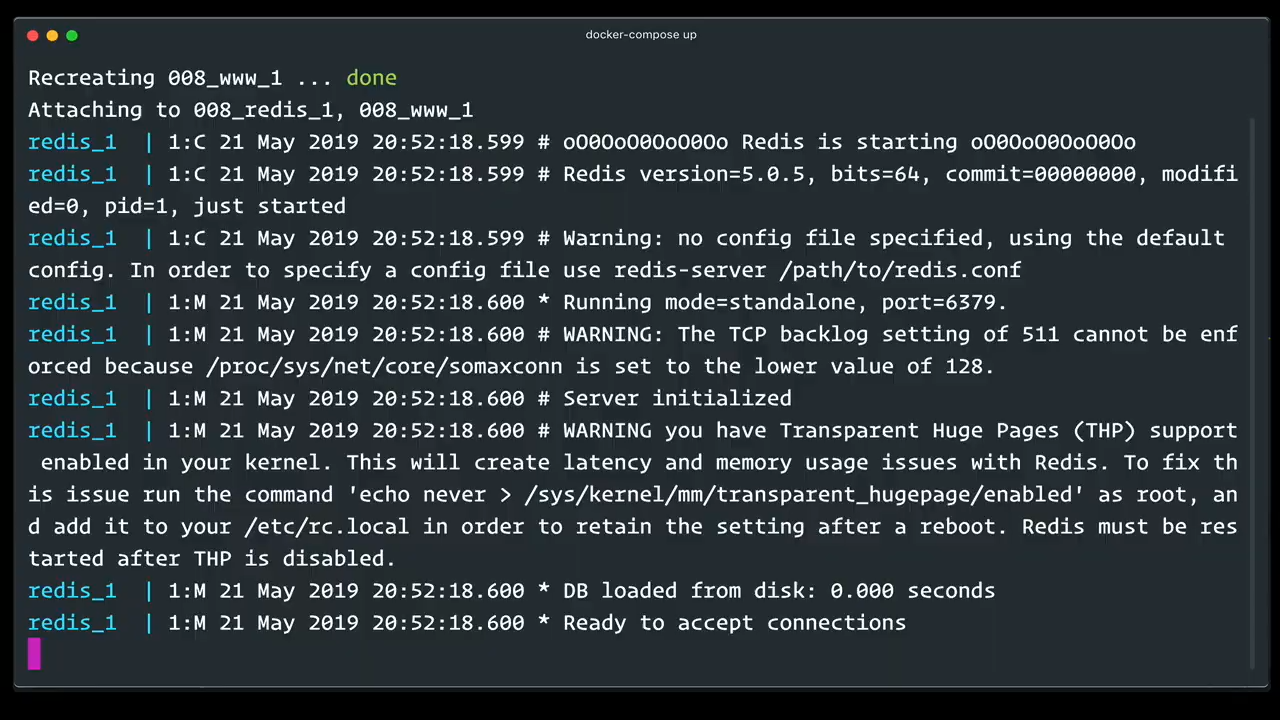 docker-compose up
Recreating 008_www_1 ... done
Attaching to 008_redis_1, 008_www_1
redis_1  | 1:C 21 May 2019 20:52:18.599 # oO0OoO0OoO0Oo Redis is starting oO0OoO0OoO0Oo
redis_1  | 1:C 21 May 2019 20:52:18.599 # Redis version=5.0.5, bits=64, commit=00000000, modifi
ed=0, pid=1, just started
redis_1  | 1:C 21 May 2019 20:52:18.599 # Warning: no config file specified, using the default
config. In order to specify a config file use redis-server /path/to/redis.conf
redis_1  | 1:M 21 May 2019 20:52:18.600 * Running mode=standalone, port=6379.
redis_1  | 1:M 21 May 2019 20:52:18.600 # WARNING: The TCP backlog setting of 511 cannot be enf
orced because /proc/sys/net/core/somaxconn is set to the lower value of 128.
redis_1  | 1:M 21 May 2019 20:52:18.600 # Server initialized
redis_1  | 1:M 21 May 2019 20:52:18.600 # WARNING you have Transparent Huge Pages (THP) support
 enabled in your kernel. This will create latency and memory usage issues with Redis. To fix th
is issue run the command 'echo never > /sys/kernel/mm/transparent_hugepage/enabled' as root, an
d add it to your /etc/rc.local in order to retain the setting after a reboot. Redis must be res
tarted after THP is disabled.
redis_1  | 1:M 21 May 2019 20:52:18.600 * DB loaded from disk: 0.000 seconds
redis_1  | 1:M 21 May 2019 20:52:18.600 * Ready to accept connections